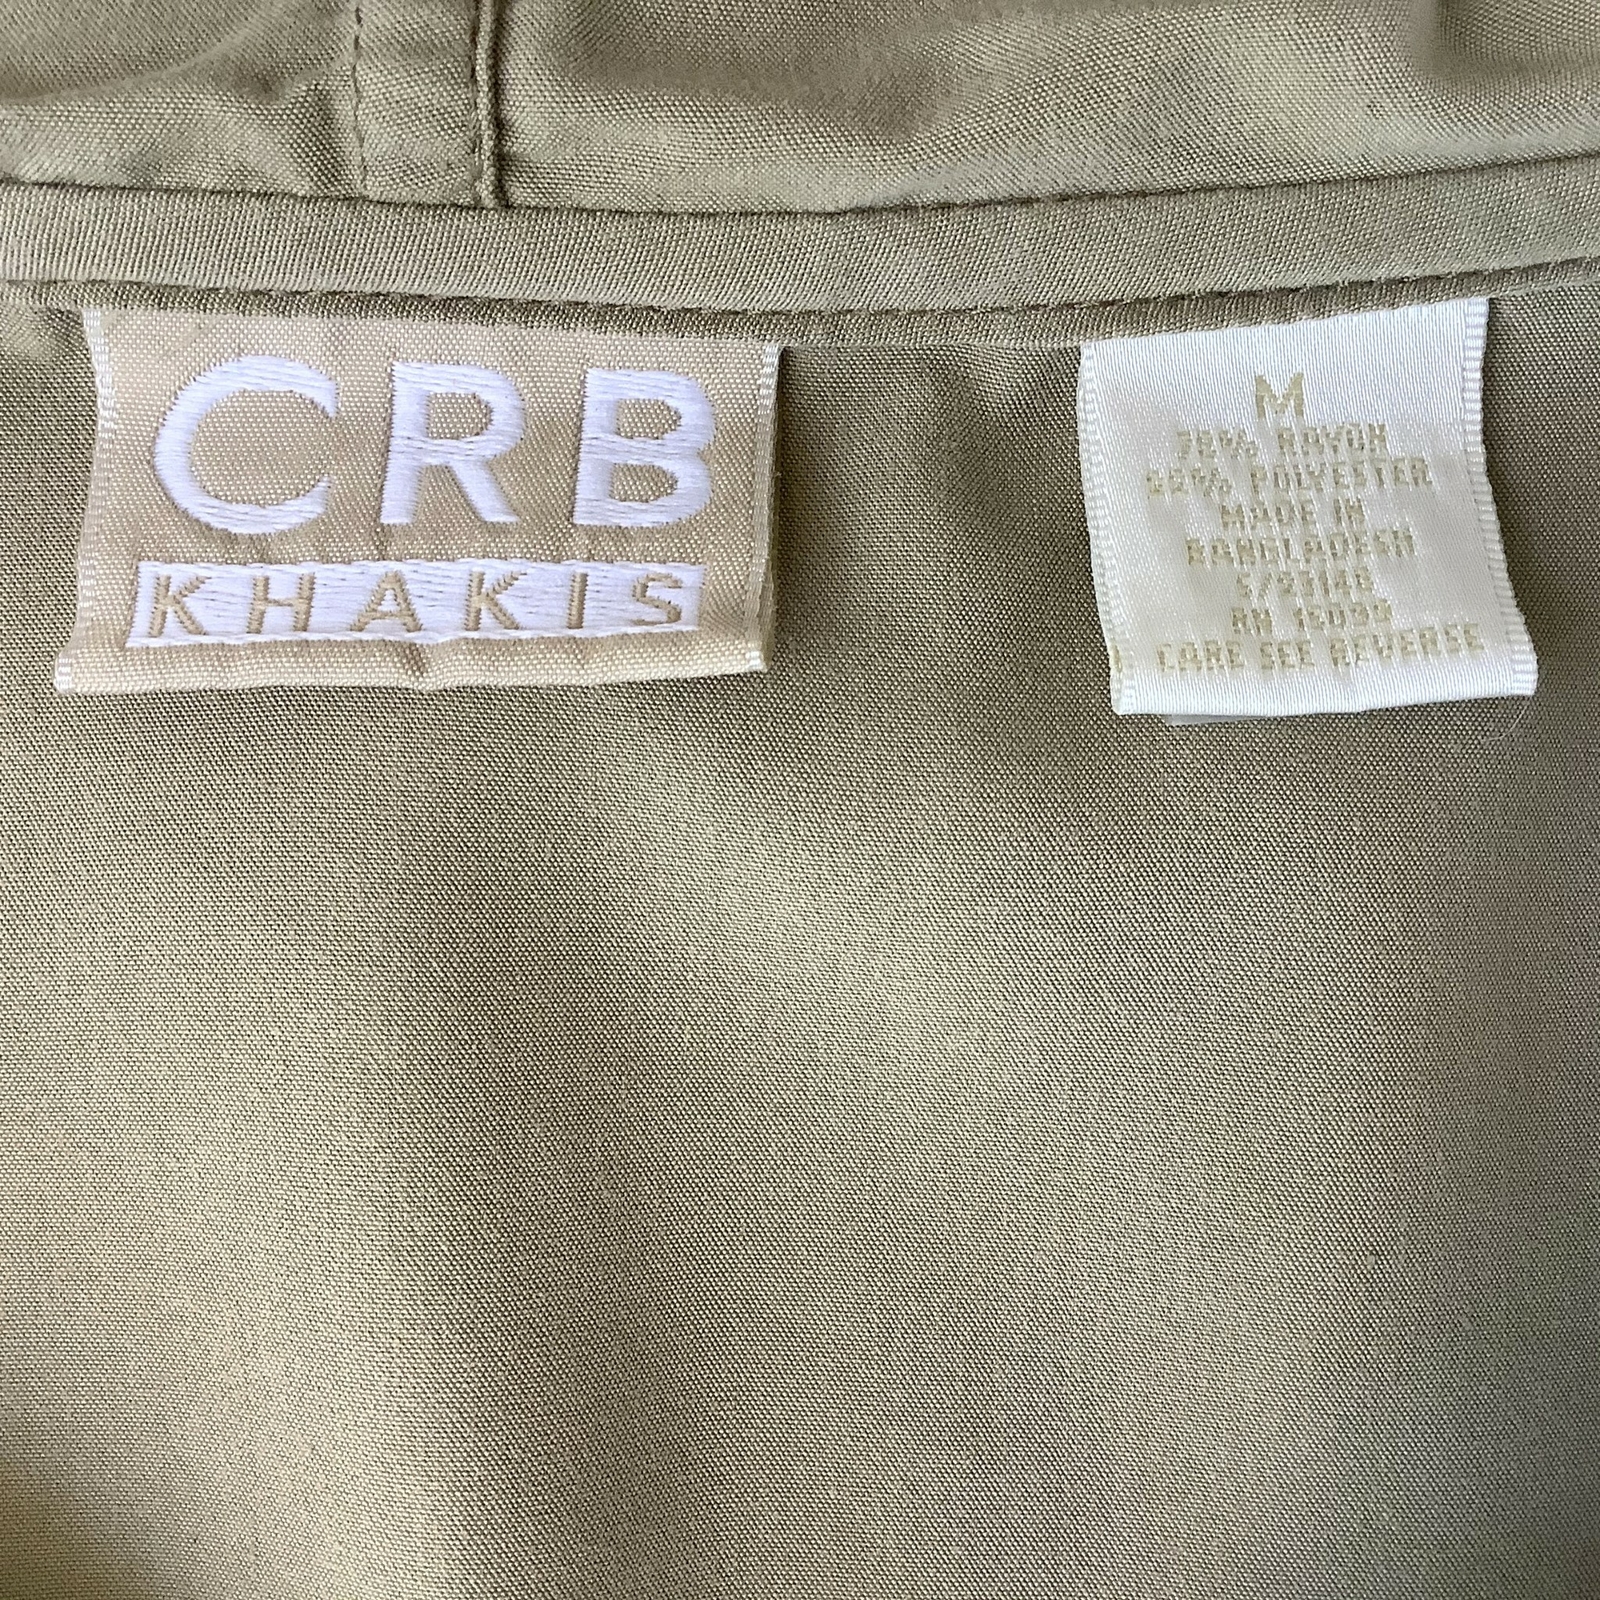 CRB
KHAKIS
M
RAYON
POLYESTER
MADE IN
BANGLADESH
CARE SEE REVERSE